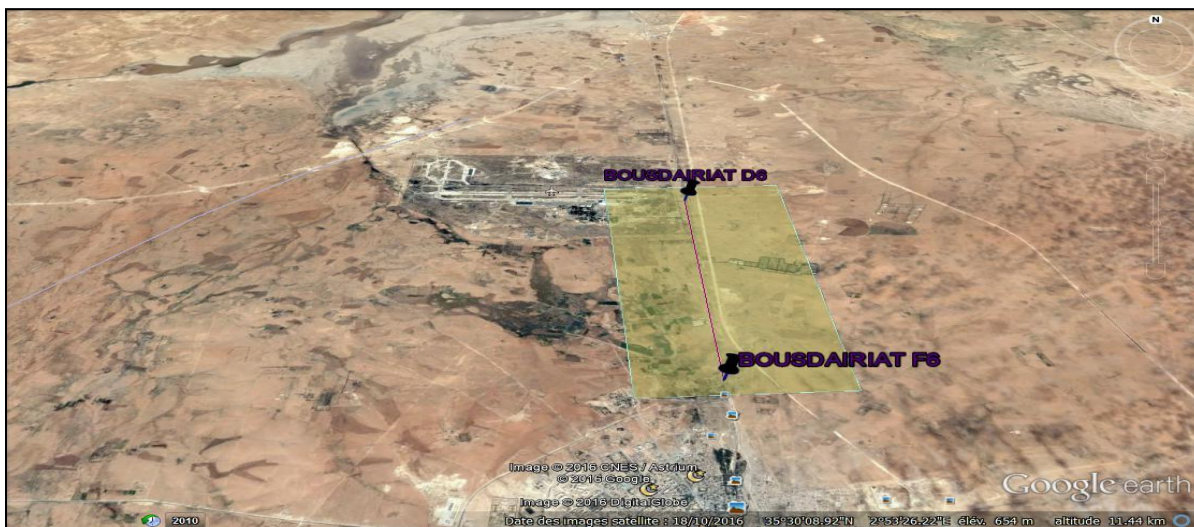 N
BOUSDAIRIAT D6
BOUSDAIRIAT F6
Image © 2016 CNES / Astrium
© 2016 Google
Image © 2016 DigitalGlobe
Google earth
2010
Date des images satellite : 18/10/2016 35°30'08.92"N 2°53'26.22"E élév. 654 m altitude 11.44 km